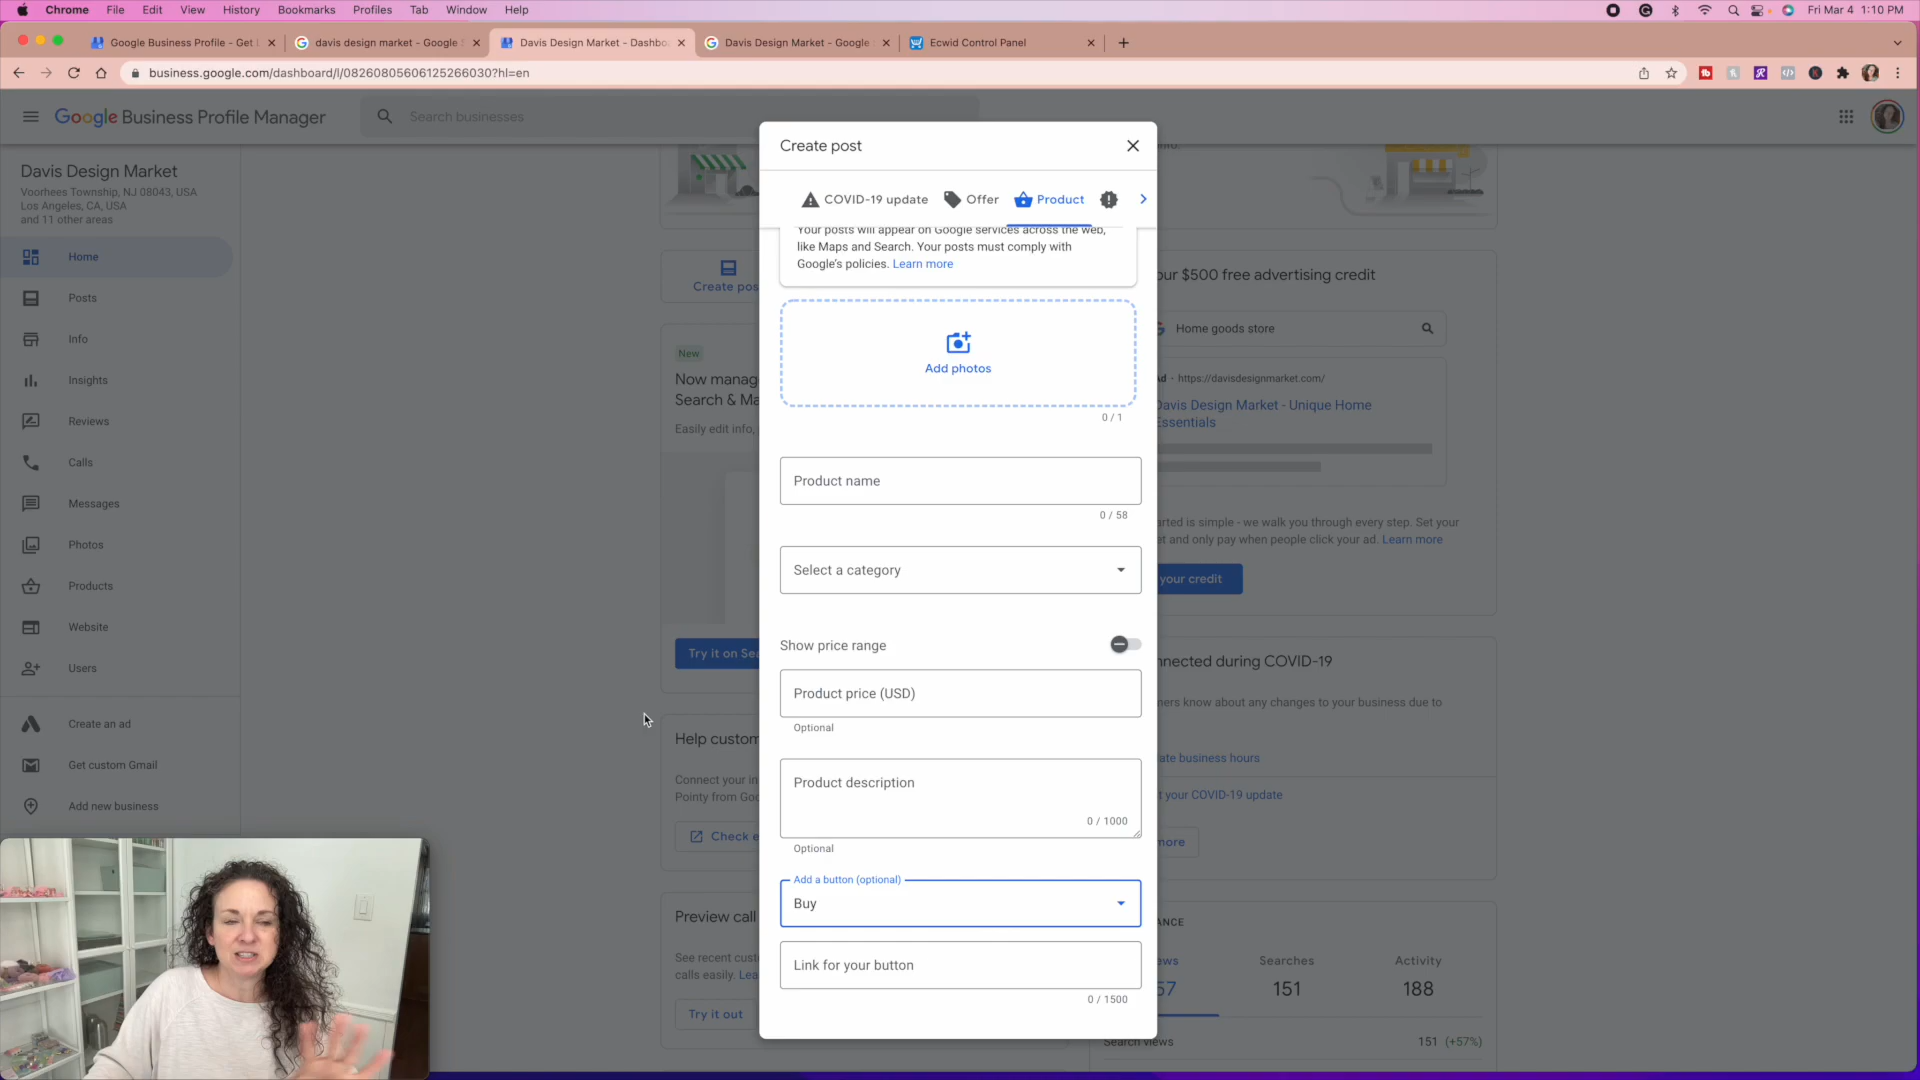 Chrome File Edit View History Bookmarks Profiles Tab Window Help
Fri Mar 4 1:10 PM
Google Business Profile - Get
davis design market - Google
Davis Design Market - Dashbo
Davis Design Market - Google
Ecwid Control Panel
business.google.com/dashboard/l/08260805606125266030?hl=en
Google Business Profile Manager
Search businesses
Davis Design Market
Voorhees Township, NJ 08043, USA
Los Angeles, CA, USA
and 11 other areas
Home
Posts
Info
Insights
Reviews
Calls
Messages
Photos
Products
Website
Users
Create an ad
Get custom Gmail
Add new business
Create pos
New
Now manag
Search & Ma
Easily edit info,
Try it on Sea
Help custom
Connect your in
Pointy from Goo
Check e
Preview call
See recent cust
calls easily. Lea
Try it out
Create post
COVID-19 update
Offer
Product
Your posts will appear on Google services across the web,
like Maps and Search. Your posts must comply with
Google's policies. Learn more
Add photos
0 / 1
Product name
0 / 58
Select a category
Show price range
Product price (USD)
Optional
Product description
0 / 1000
Optional
Add a button (optional)
Buy
Link for your button
0 / 1500
our $500 free advertising credit
Home goods store
Ad · https://davisdesignmarket.com/
Davis Design Market - Unique Home
Essentials
arted is simple - we walk you through every step. Set your
et and only pay when people click your ad. Learn more
your credit
nnected during COVID-19
mers know about any changes to your business due to
ate business hours
t your COVID-19 update
more
ANCE
ews
57
Searches
151
Activity
188
Search views
151 (+57%)